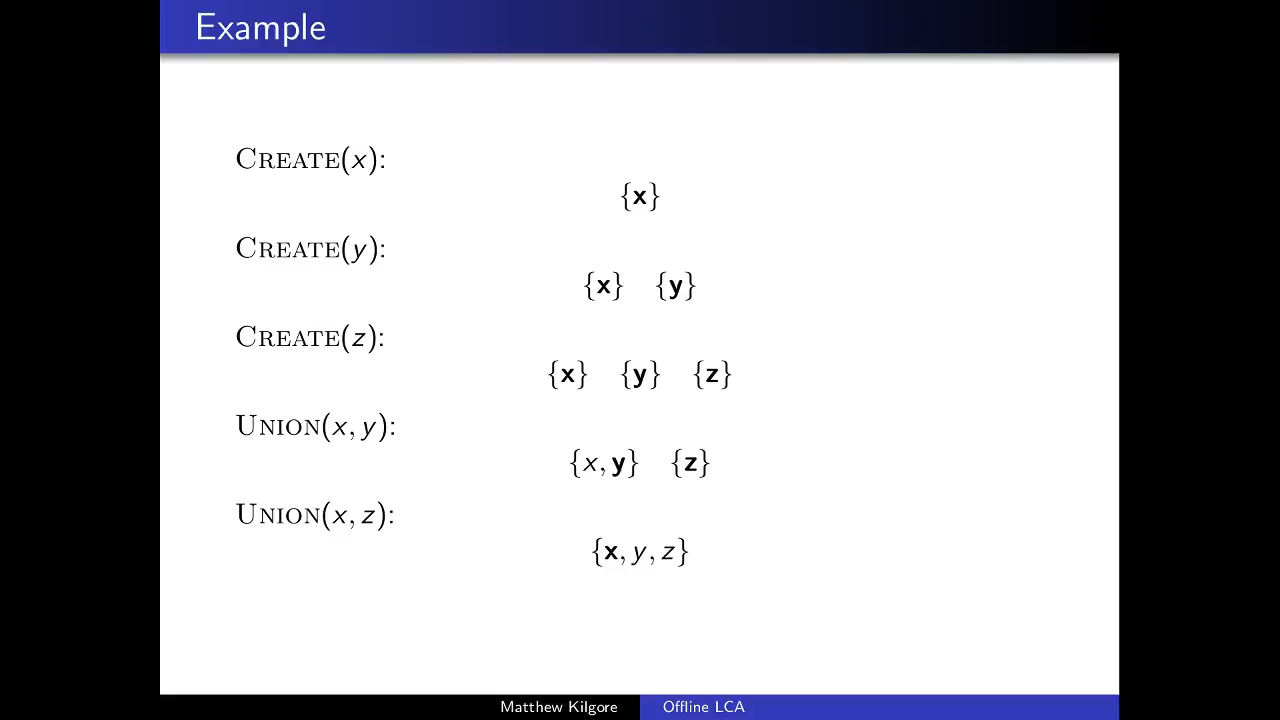 Example
Create(x):
{x}
Create(y):
{x} {y}
Create(z):
{x} {y} {z}
Union(x, y):
{x, y} {z}
Union(x, z):
{x, y, z}
Matthew Kilgore Offline LCA